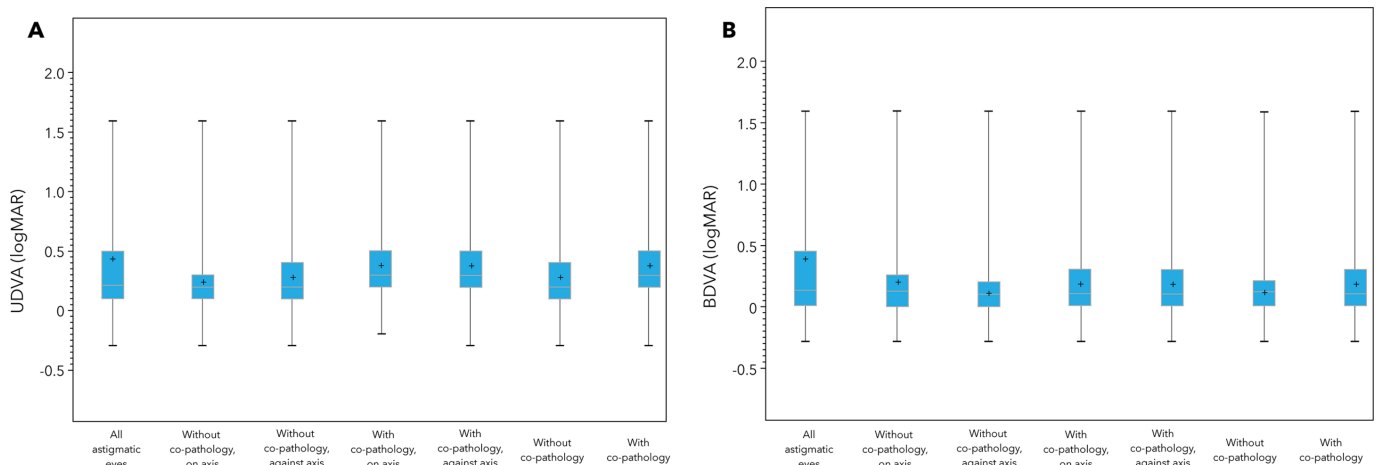 A
UDVA (logMAR)
2.0
1.5
1.0
0.5
0
-0.5
All
astigmatic
eyes
Without
co-pathology,
on axis
Without
co-pathology,
against axis
With
co-pathology,
on axis
With
co-pathology,
against axis
Without
co-pathology
With
co-pathology
B
BDVA (logMAR)
2.0
1.5
1.0
0.5
0
-0.5
All
astigmatic
eyes
Without
co-pathology,
on axis
Without
co-pathology,
against axis
With
co-pathology,
on axis
With
co-pathology,
against axis
Without
co-pathology
With
co-pathology